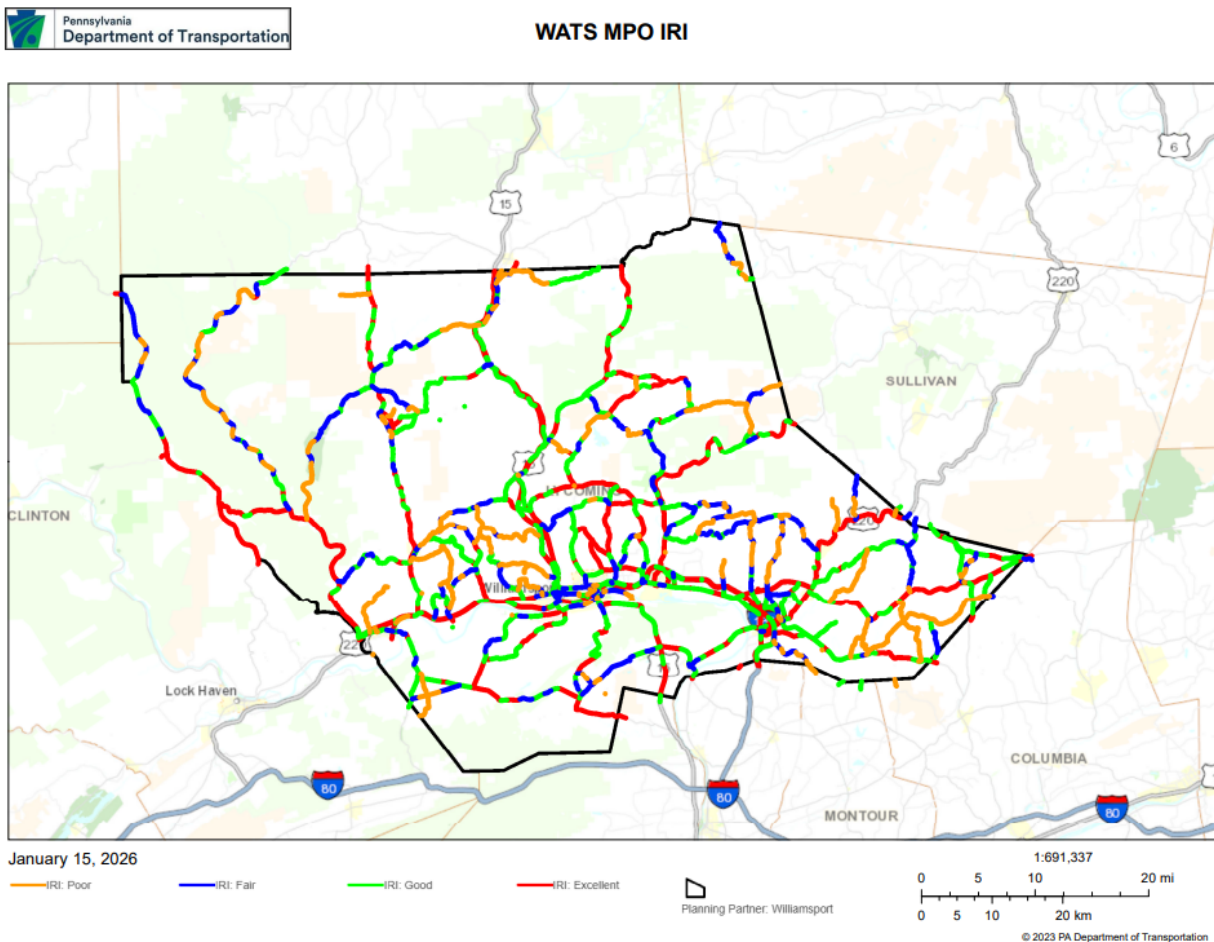 Pennsylvania
Department of Transportation
WATS MPO IRI
6
15
220
SULLIVAN
LYCOMING
CLINTON
220
Williamsport
Lock Haven
COLUMBIA
80
80
80
MONTOUR
January 15, 2026
1:691,337
IRI: Poor
IRI: Fair
IRI: Good
IRI: Excellent
Planning Partner: Williamsport
0 5 10 20 mi
0 5 10 20 km
© 2023 PA Department of Transportation